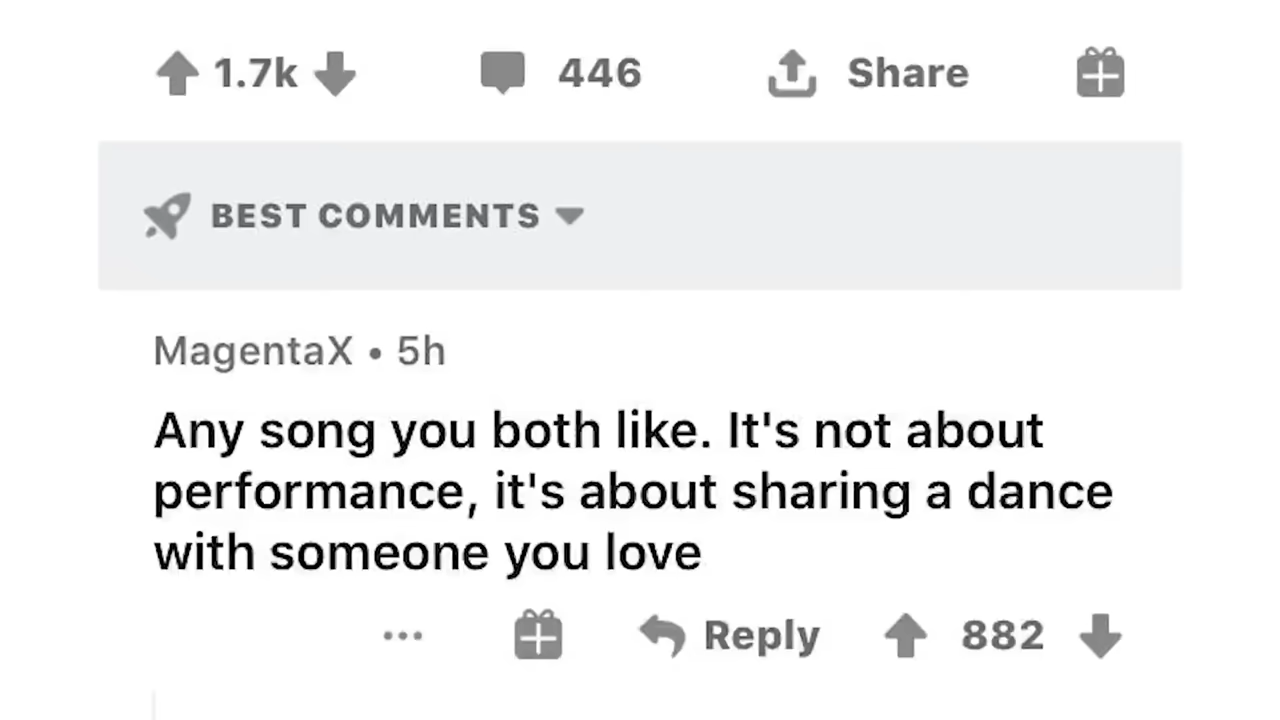 1.7k 446 Share
BEST COMMENTS
MagentaX • 5h
Any song you both like. It's not about
performance, it's about sharing a dance
with someone you love
... Reply 882